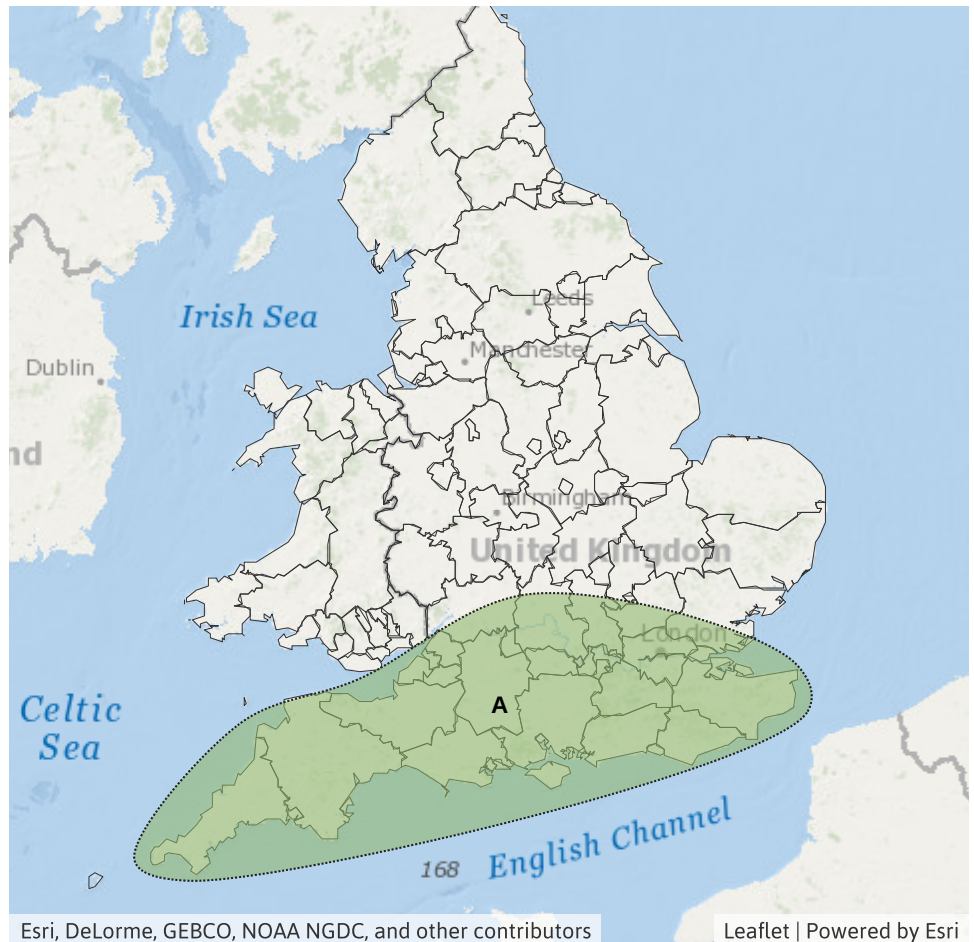 Leeds
Irish Sea
Manchester
Dublin
nd
Birmingham
United Kingdom
London
Celtic
Sea
A
English Channel
168
Esri, DeLorme, GEBCO, NOAA NGDC, and other contributors
Leaflet | Powered by Esri